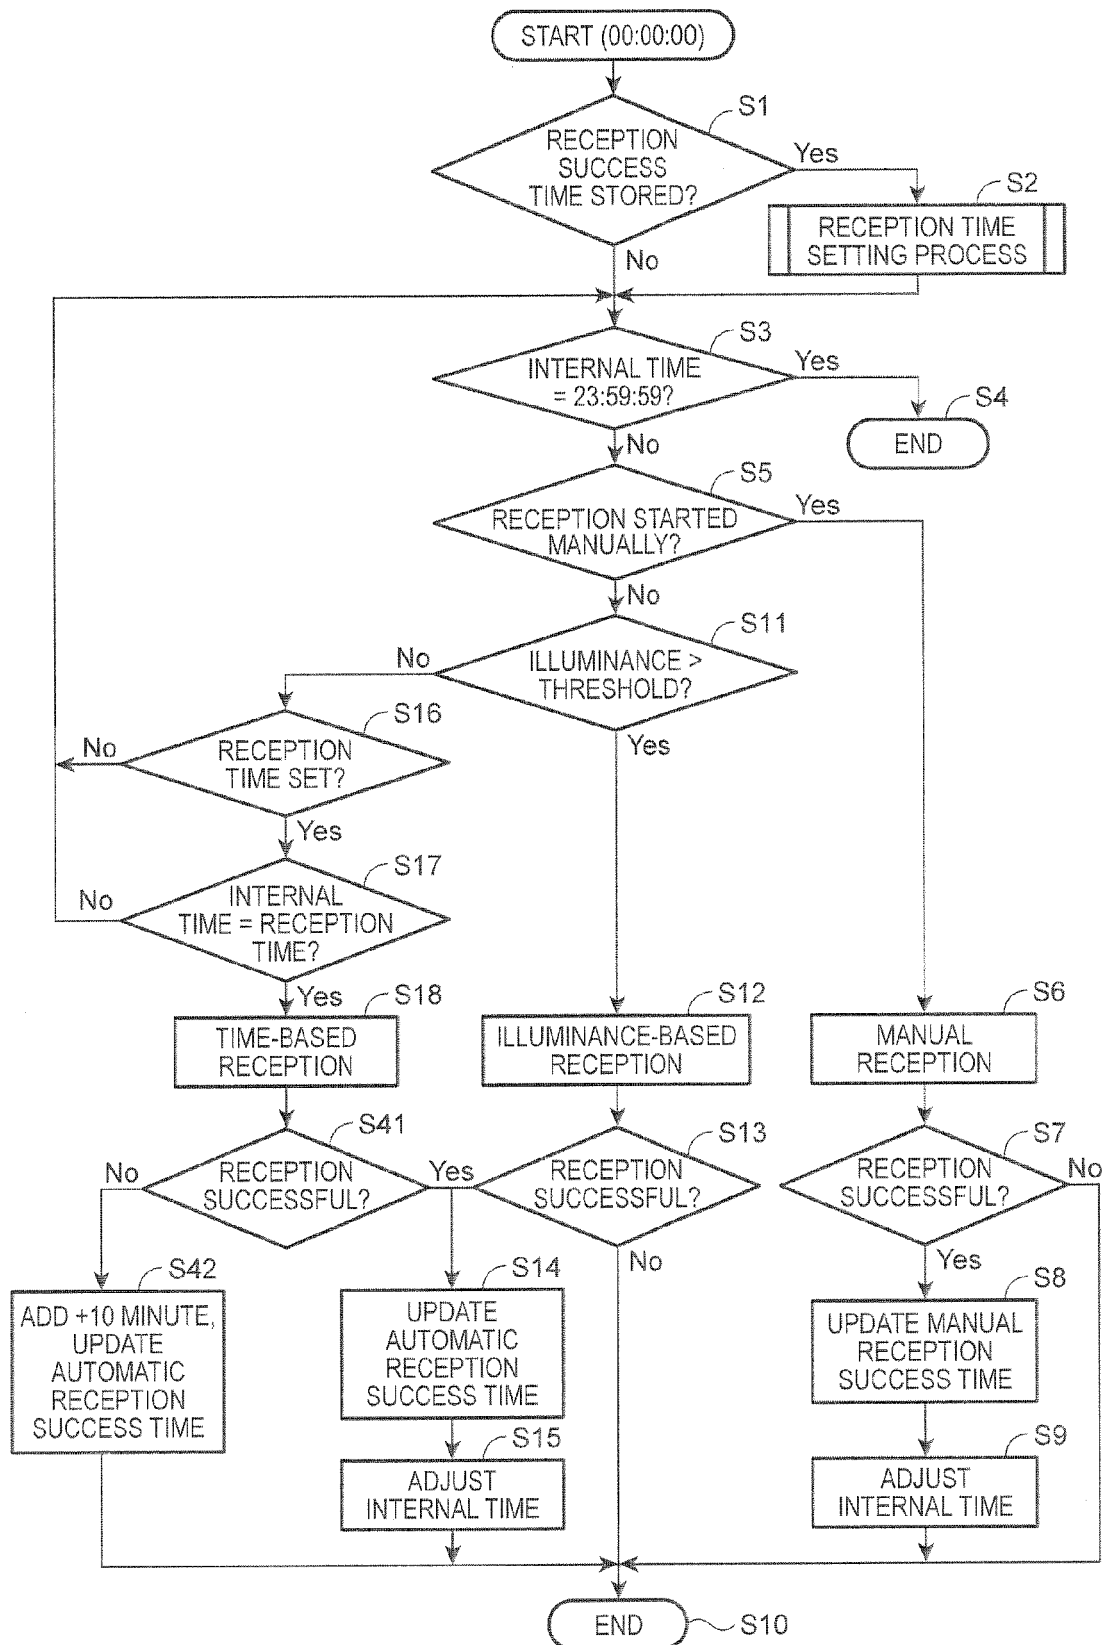 START (00:00:00)
S1
RECEPTION
SUCCESS
TIME STORED?
Yes
S2
RECEPTION TIME
SETTING PROCESS
No
S3
INTERNAL TIME
= 23:59:59?
Yes
S4
END
No
S5
RECEPTION STARTED
MANUALLY?
Yes
No
S11
ILLUMINANCE >
THRESHOLD?
No
Yes
S16
RECEPTION
TIME SET?
No
Yes
S17
INTERNAL
TIME = RECEPTION
TIME?
No
Yes
S18
TIME-BASED
RECEPTION
S12
ILLUMINANCE-BASED
RECEPTION
S6
MANUAL
RECEPTION
S41
RECEPTION
SUCCESSFUL?
No
Yes
S13
RECEPTION
SUCCESSFUL?
No
S7
RECEPTION
SUCCESSFUL?
No
Yes
S42
ADD +10 MINUTE,
UPDATE
AUTOMATIC
RECEPTION
SUCCESS TIME
S14
UPDATE
AUTOMATIC
RECEPTION
SUCCESS TIME
S8
UPDATE MANUAL
RECEPTION
SUCCESS TIME
S15
ADJUST
INTERNAL TIME
S9
ADJUST
INTERNAL TIME
END
S10